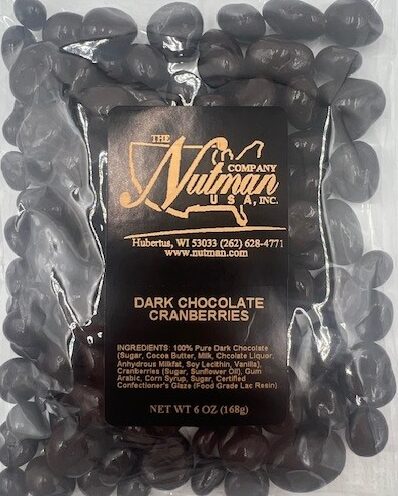 THE
Nutman
COMPANY
USA, INC.
Hubertus, WI 53033 (262) 628-4771
www.nutman.com
DARK CHOCOLATE
CRANBERRIES
INGREDIENTS: 100% Pure Dark Chocolate
(Sugar, Cocoa Butter, Milk, Chcolate Liquor,
Anhydrous Milkfat, Soy Lecithin, Vanilla),
Cranberries (Sugar, Sunflower Oil), Gum
Arabic, Corn Syrup, Sugar, Certified
Confectioner's Glaze (Food Grade Lac Resin)
NET WT 6 OZ (168g)